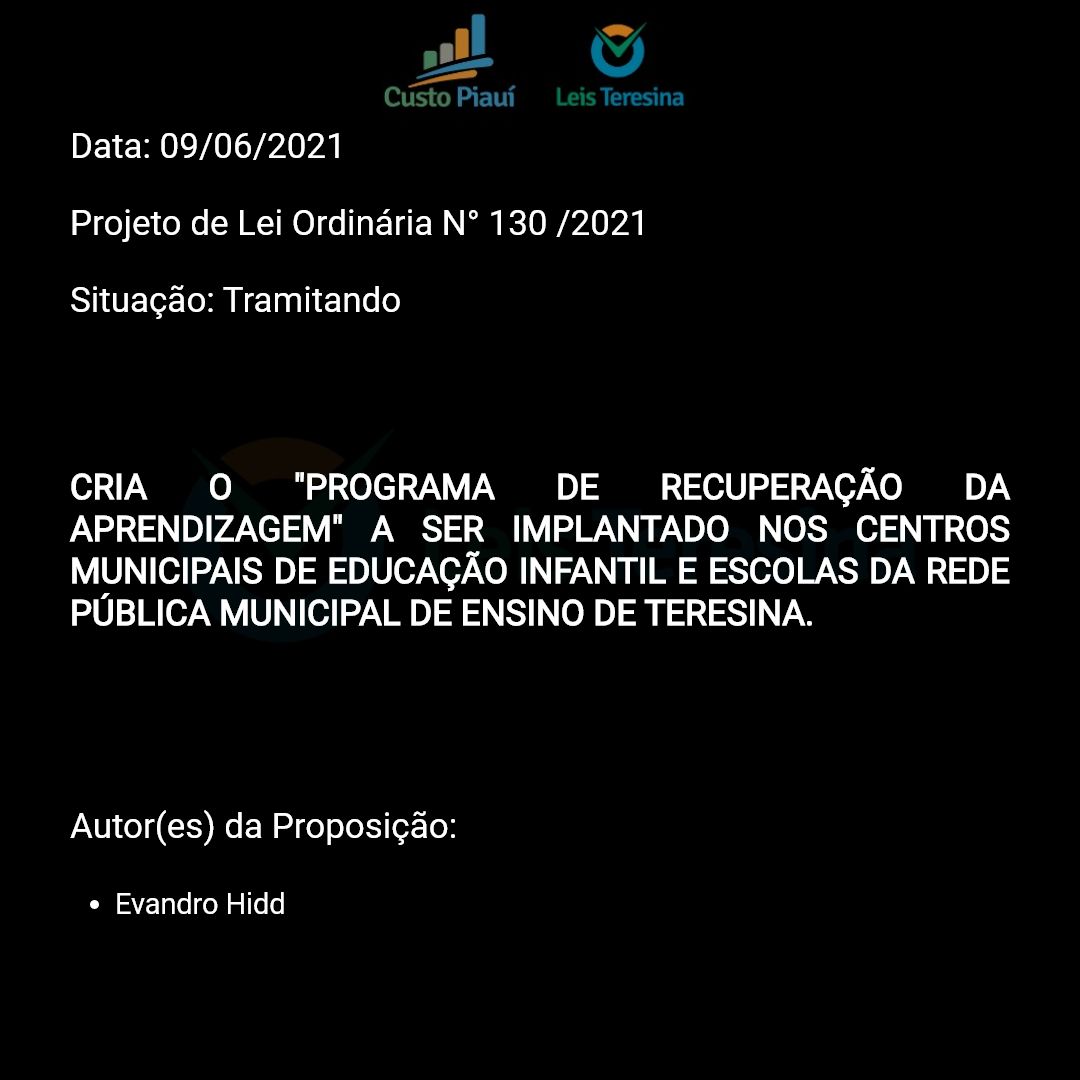 Custo Piauí
Leis Teresina
Data: 09/06/2021
Projeto de Lei Ordinária N° 130 /2021
Situação: Tramitando
CRIA O "PROGRAMA DE RECUPERAÇÃO DA
APRENDIZAGEM" A SER IMPLANTADO NOS CENTROS
MUNICIPAIS DE EDUCAÇÃO INFANTIL E ESCOLAS DA REDE
PÚBLICA MUNICIPAL DE ENSINO DE TERESINA.
Autor(es) da Proposição:
• Evandro Hidd